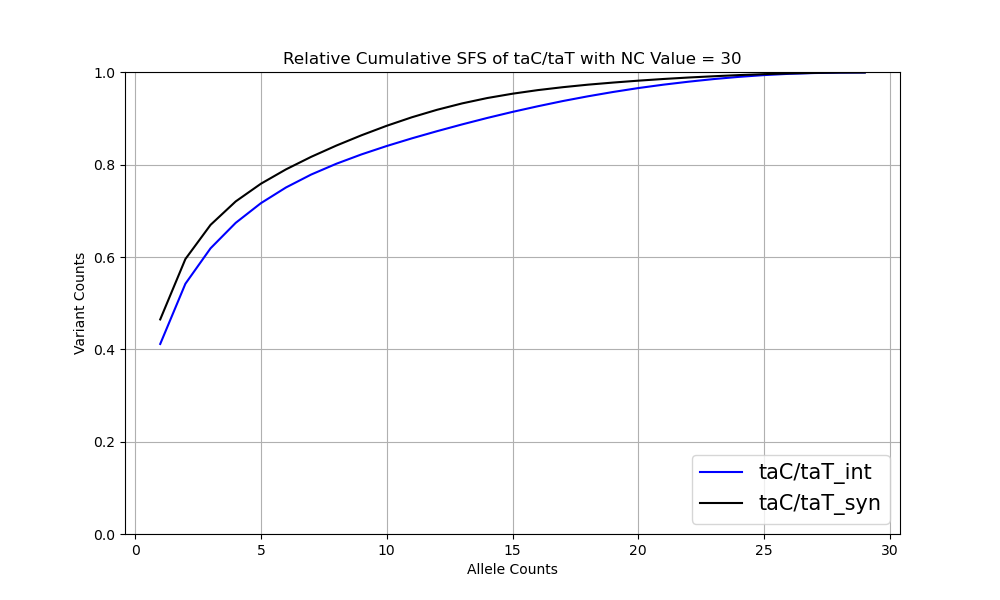 Relative Cumulative SFS of taC/taT with NC Value = 30
1.0
0.8
0.6
0.4
0.2
0.0
Variant Counts
0 5 10 15 20 25 30
Allele Counts
taC/taT_int
taC/taT_syn